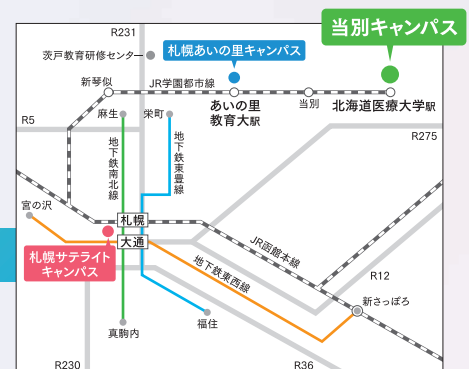 R231
当別キャンパス
茨戸教育研修センター
札幌あいの里キャンパス
新琴似
JR学園都市線
麻生
栄町
あいの里
教育大駅
当別
北海道医療大学駅
R5
R275
地下鉄南北線
地下鉄東豊線
宮の沢
札幌
大通
札幌サテライト
キャンパス
JR函館本線
地下鉄東西線
R12
新さっぽろ
真駒内
福住
R230
R36